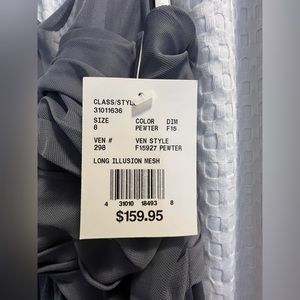 CLASS/STYLE
31011636
SIZE COLOR DIM
8 PEWTER F15
VEN # VEN STYLE
298 F15927 PEWTER
LONG ILLUSION MESH
4 31010 18493 8
$159.95